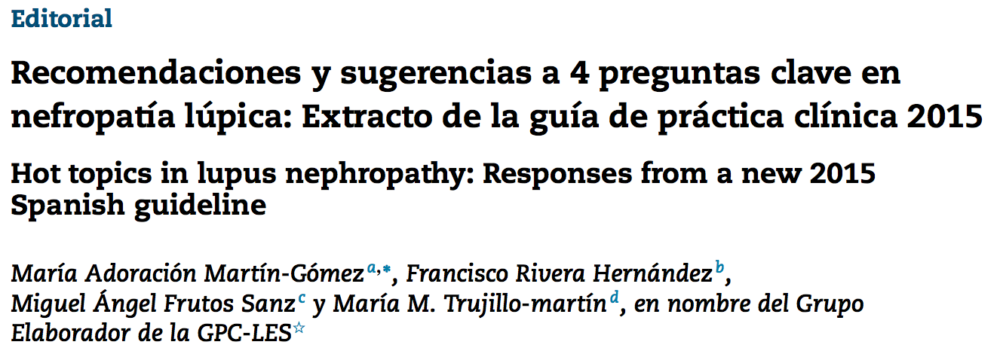 Editorial
Recomendaciones y sugerencias a 4 preguntas clave en
nefropatía lúpica: Extracto de la guía de práctica clínica 2015
Hot topics in lupus nephropathy: Responses from a new 2015
Spanish guideline
María Adoración Martín-Gómez a,*, Francisco Rivera Hernández b,
Miguel Ángel Frutos Sanz c y María M. Trujillo-martín d, en nombre del Grupo
Elaborador de la GPC-LES☆